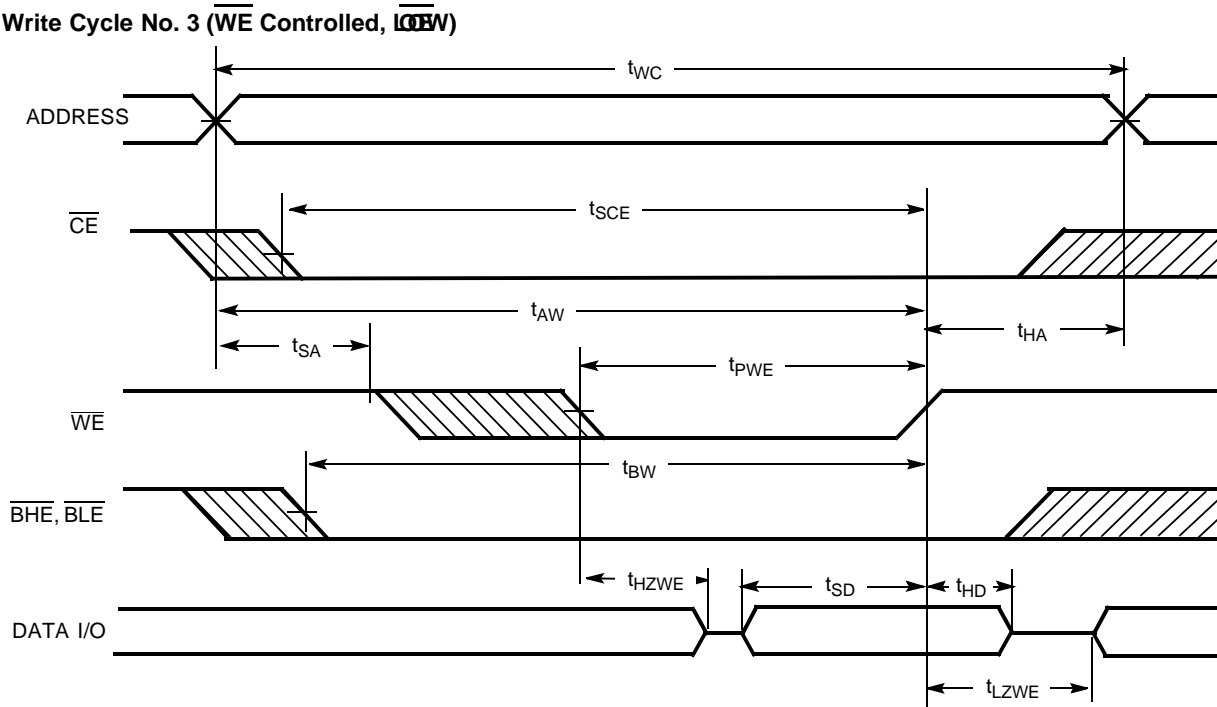 Write Cycle No. 3 (WE Controlled, OE LOW)
tWC
ADDRESS
tSCE
CE
tAW
tHA
tSA
tPWE
WE
tBW
BHE, BLE
tHZWE
tSD
tHD
DATA I/O
tLZWE